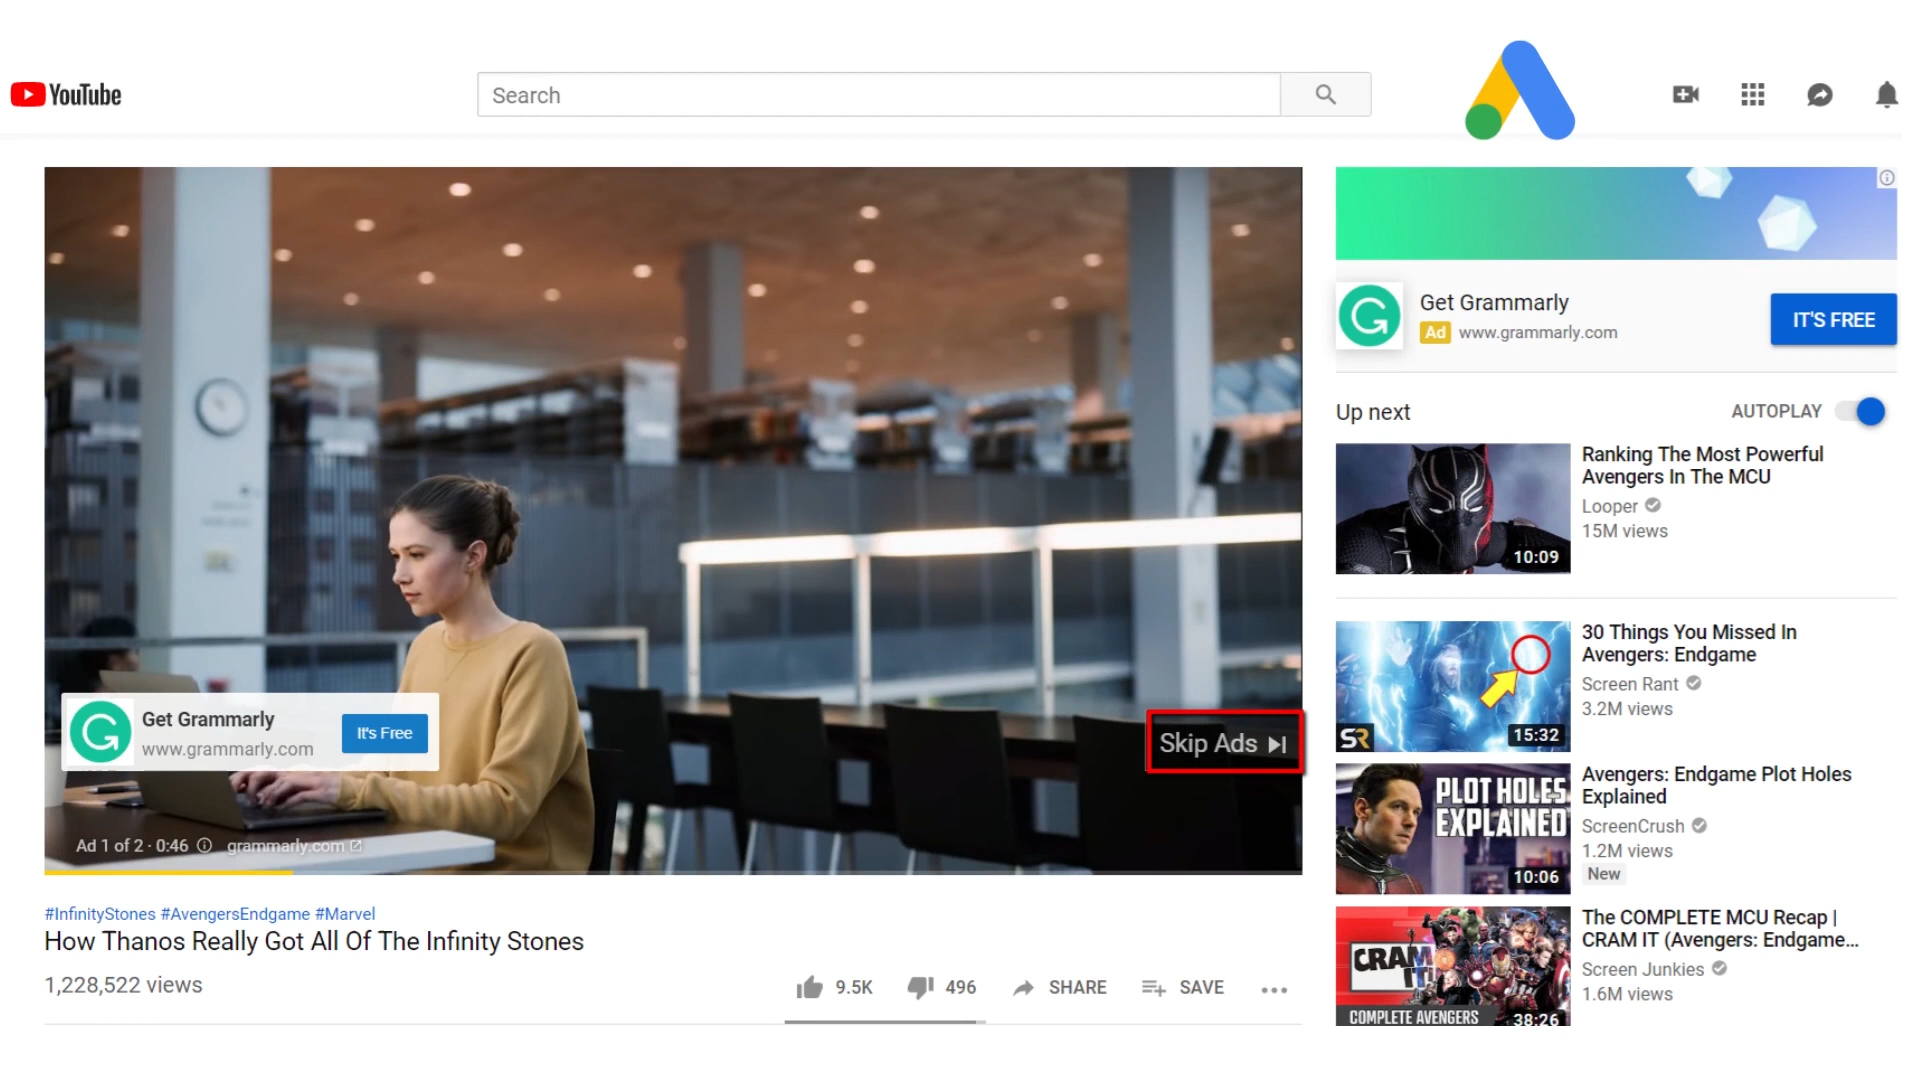 YouTube
Search
Get Grammarly
Ad www.grammarly.com
IT'S FREE
Up next
AUTOPLAY
10:09
Ranking The Most Powerful
Avengers In The MCU
Looper
15M views
SR
15:32
30 Things You Missed In
Avengers: Endgame
Screen Rant
3.2M views
PLOT HOLES
EXPLAINED
10:06
Avengers: Endgame Plot Holes
Explained
ScreenCrush
1.2M views
New
CRAM
IT!
COMPLETE AVENGERS
38:26
The COMPLETE MCU Recap |
CRAM IT (Avengers: Endgame...
Screen Junkies
1.6M views
Get Grammarly
www.grammarly.com
It's Free
Skip Ads
Ad 1 of 2 · 0:46 grammarly.com
#InfinityStones #AvengersEndgame #Marvel
How Thanos Really Got All Of The Infinity Stones
1,228,522 views
9.5K
496
SHARE
SAVE